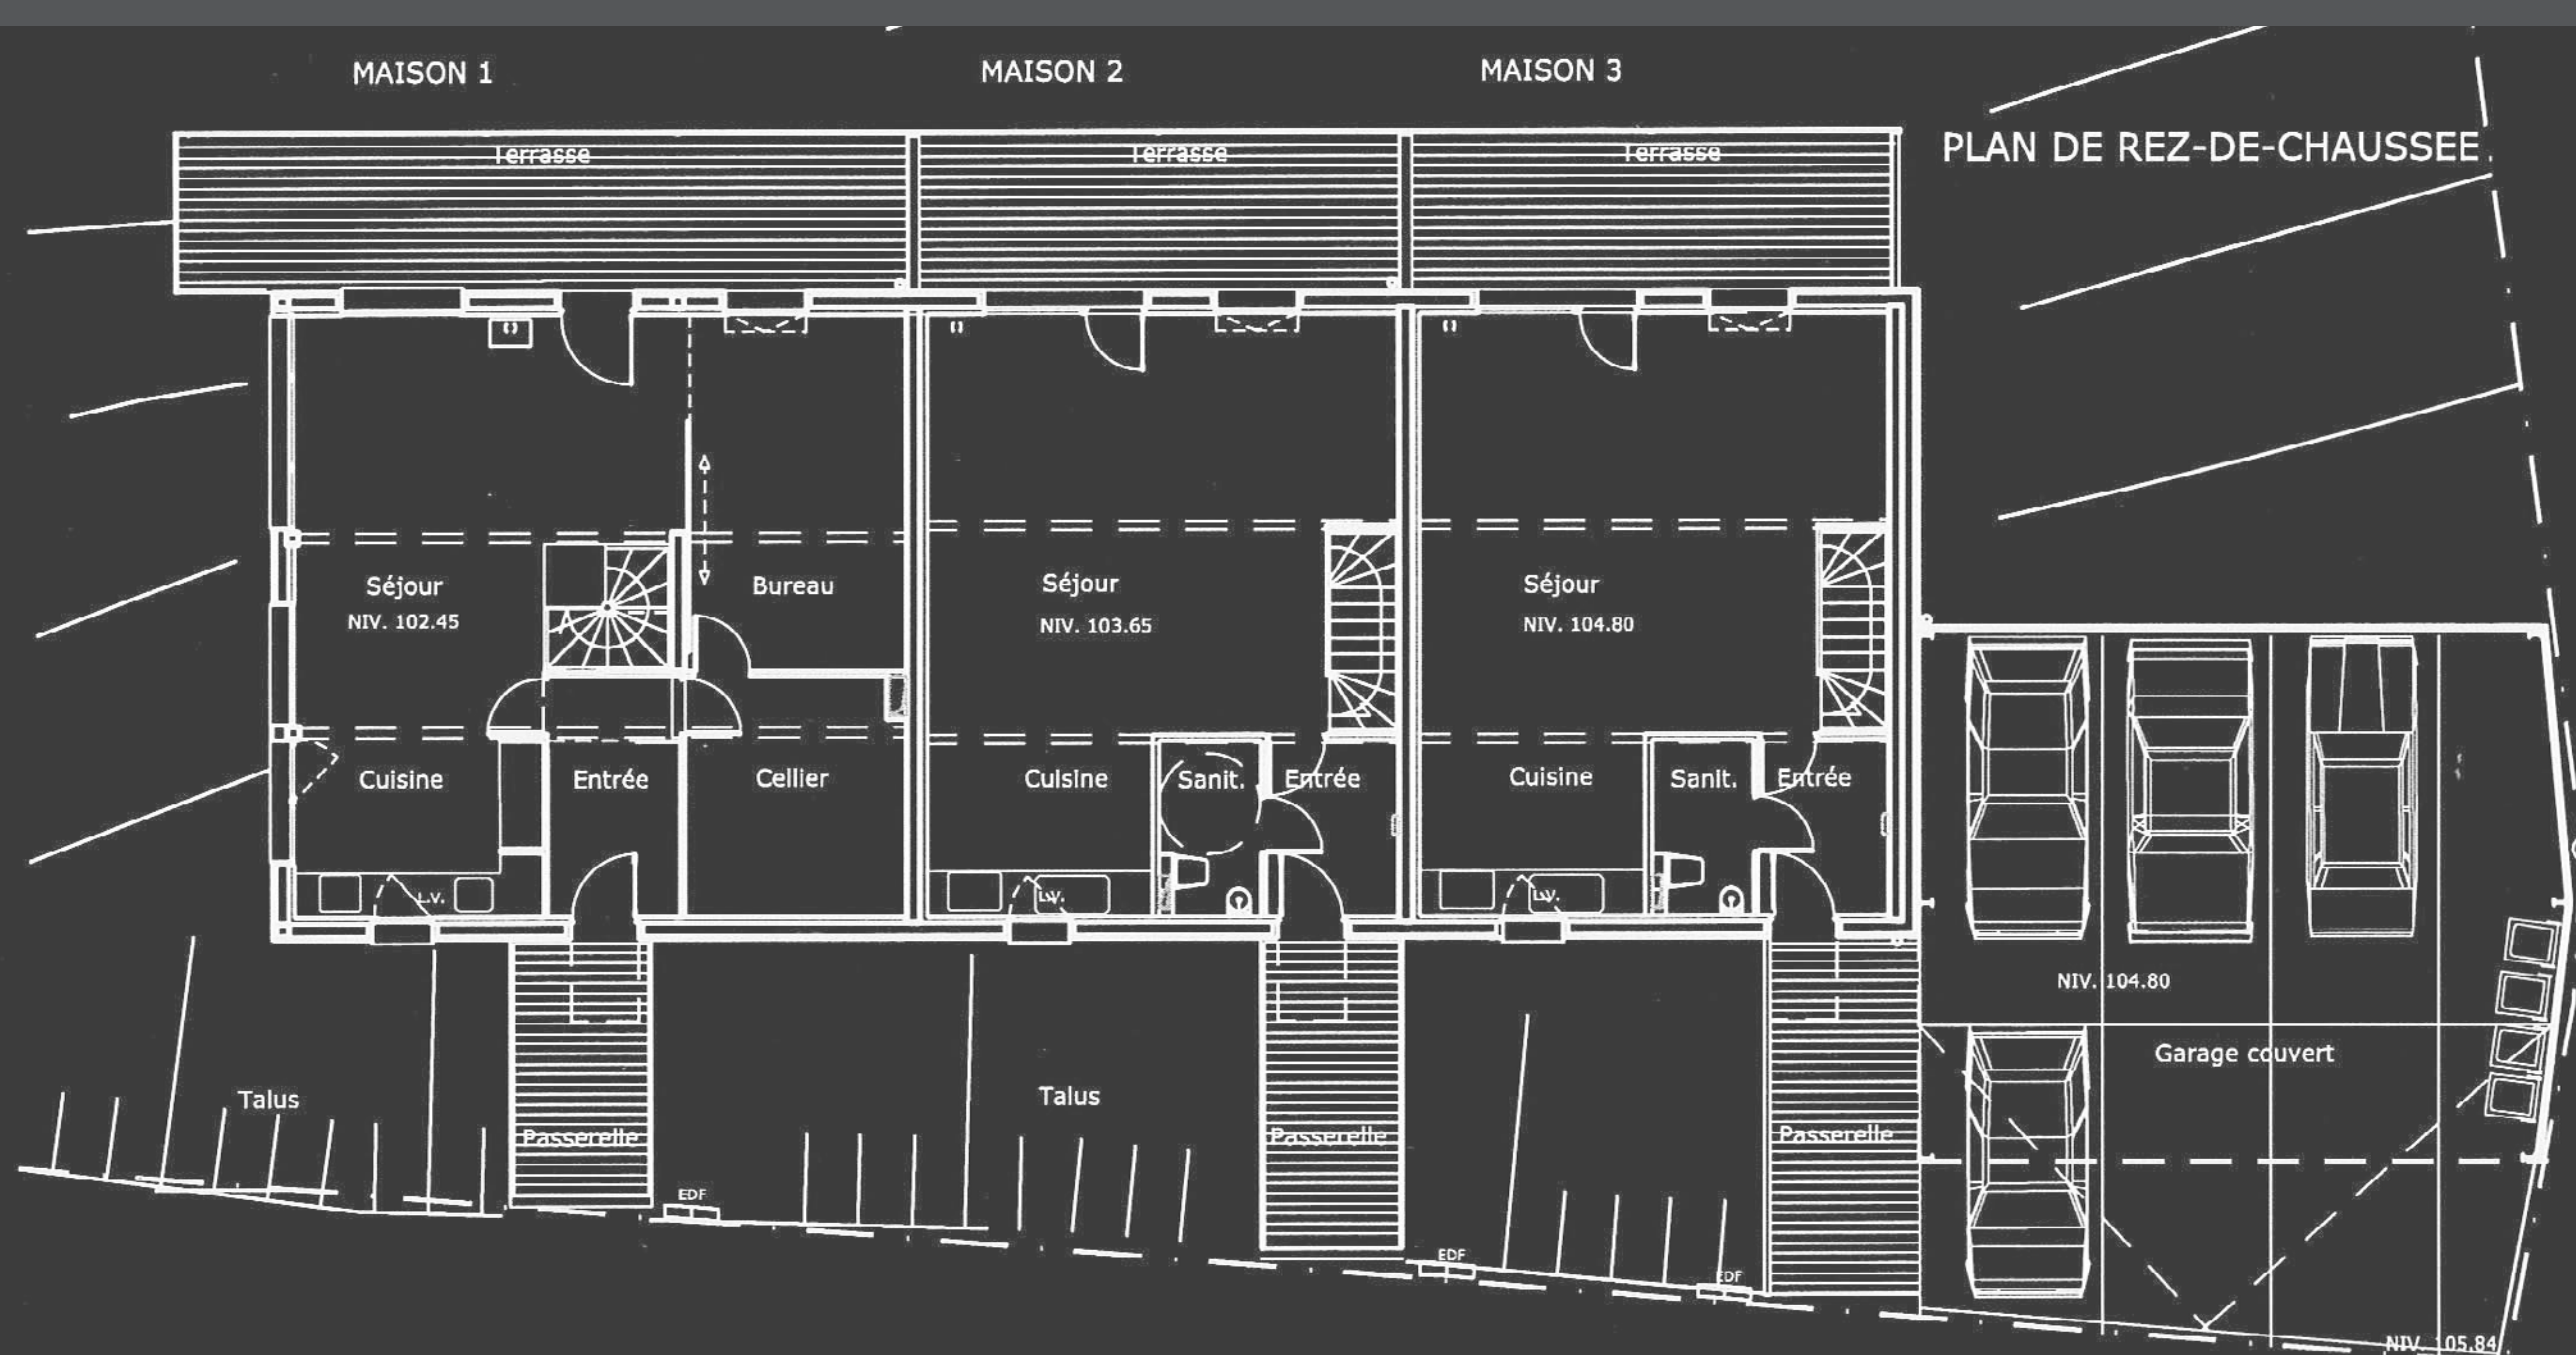 MAISON 1
MAISON 2
MAISON 3
PLAN DE REZ-DE-CHAUSSEE
Terrasse
Terrasse
Terrasse
Séjour
NIV. 102.45
Bureau
Séjour
NIV. 103.65
Séjour
NIV. 104.80
Cuisine
Entrée
Cellier
Cuisine
Sanit.
Entrée
Cuisine
Sanit.
Entrée
L.V.
L.V.
L.V.
NIV. 104.80
Garage couvert
Talus
Talus
Passerelle
Passerelle
Passerelle
EDF
EDF
EDF
NIV. 105.84